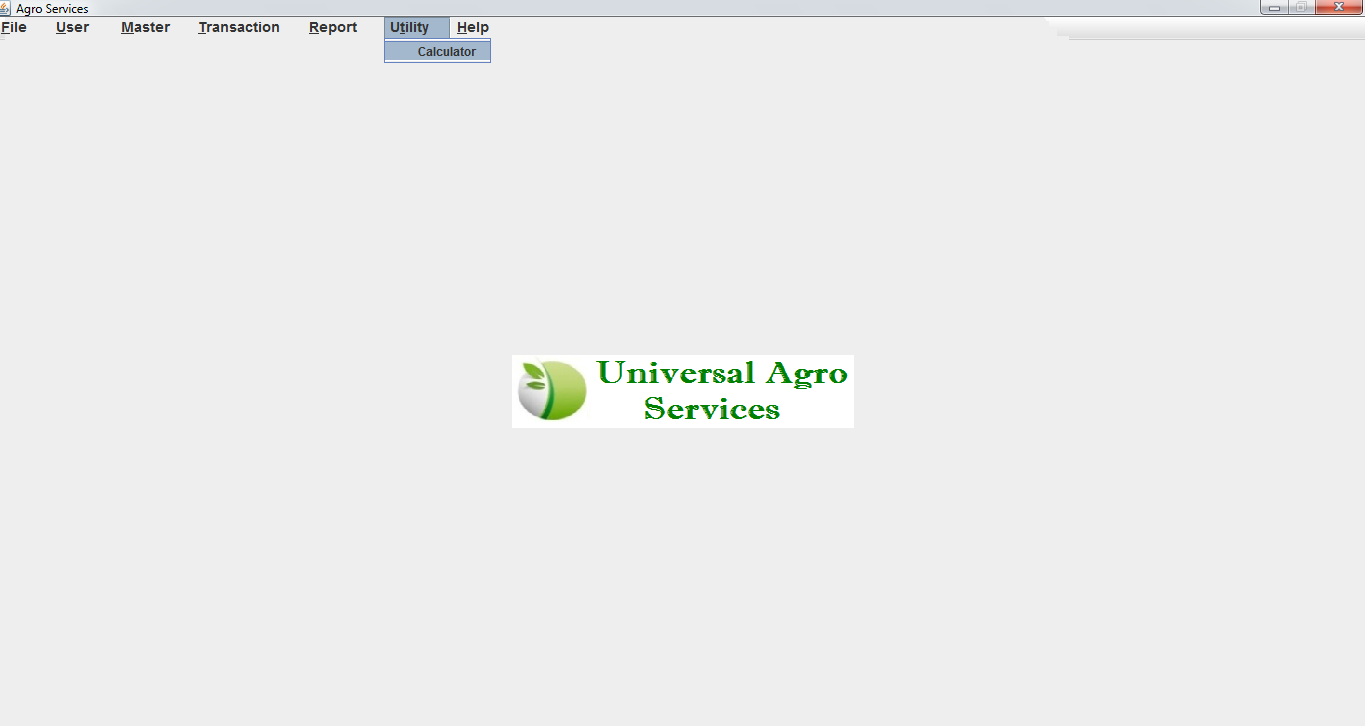 Agro Services
File User Master Transaction Report Utility Help
Calculator
Universal Agro
Services